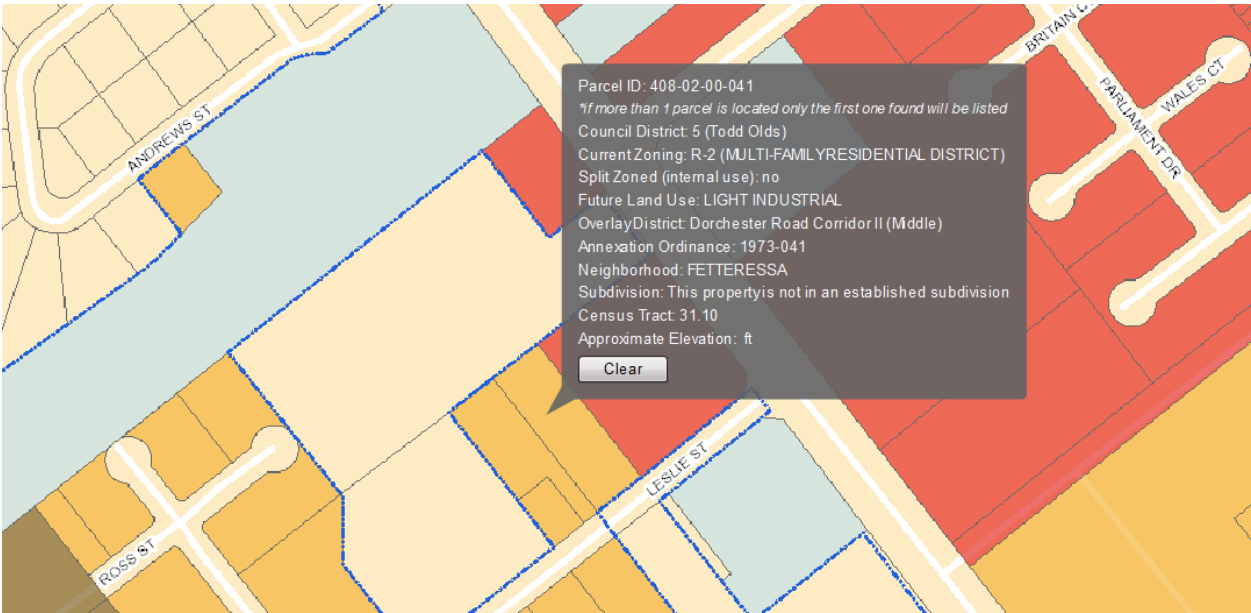 BRITAIN
ANDREWS ST
WALES CT
PARLIAMENT DR
Parcel ID: 408-02-00-041
*If more than 1 parcel is located only the first one found will be listed
Council District: 5 (Todd Olds)
Current Zoning: R-2 (MULTI-FAMILYRESIDENTIAL DISTRICT)
Split Zoned (internal use): no
Future Land Use: LIGHT INDUSTRIAL
OverlayDistrict: Dorchester Road Corridor II (Middle)
Annexation Ordinance: 1973-041
Neighborhood: FETTERESSA
Subdivision: This propertyis not in an established subdivision
Census Tract: 31.10
Approximate Elevation: ft
Clear
LESLIE ST
ROSS ST